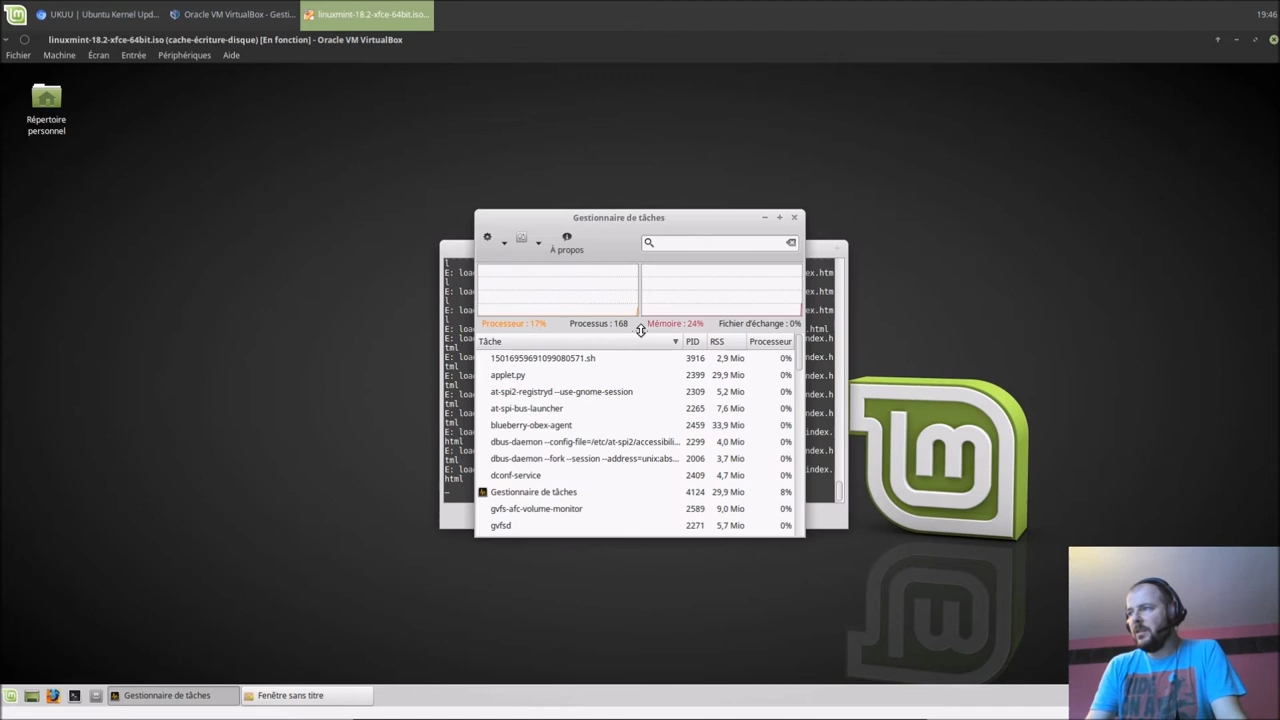 UKUU | Ubuntu Kernel Upd...
Oracle VM VirtualBox - Gesti...
linuxmint-18.2-xfce-64bit.iso...
19:46
linuxmint-18.2-xfce-64bit.iso (cache-écriture-disque) [En fonction] - Oracle VM VirtualBox
Fichier Machine Écran Entrée Périphériques Aide
Répertoire
personnel
Gestionnaire de tâches
À propos
Processeur : 17% Processus : 168 Mémoire : 24% Fichier d'échange : 0%
Tâche PID RSS Processeur
15016959691099080571.sh 3916 2,9 Mio 0%
applet.py 2399 29,9 Mio 0%
at-spi2-registryd --use-gnome-session 2309 5,2 Mio 0%
at-spi-bus-launcher 2265 7,6 Mio 0%
blueberry-obex-agent 2459 33,9 Mio 0%
dbus-daemon --config-file=/etc/at-spi2/accessibili... 2299 4,0 Mio 0%
dbus-daemon --fork --session --address=unix:abs... 2006 3,7 Mio 0%
dconf-service 2409 4,7 Mio 0%
Gestionnaire de tâches 4124 29,9 Mio 8%
gvfs-afc-volume-monitor 2589 9,0 Mio 0%
gvfsd 2271 5,7 Mio 0%
Gestionnaire de tâches
Fenêtre sans titre